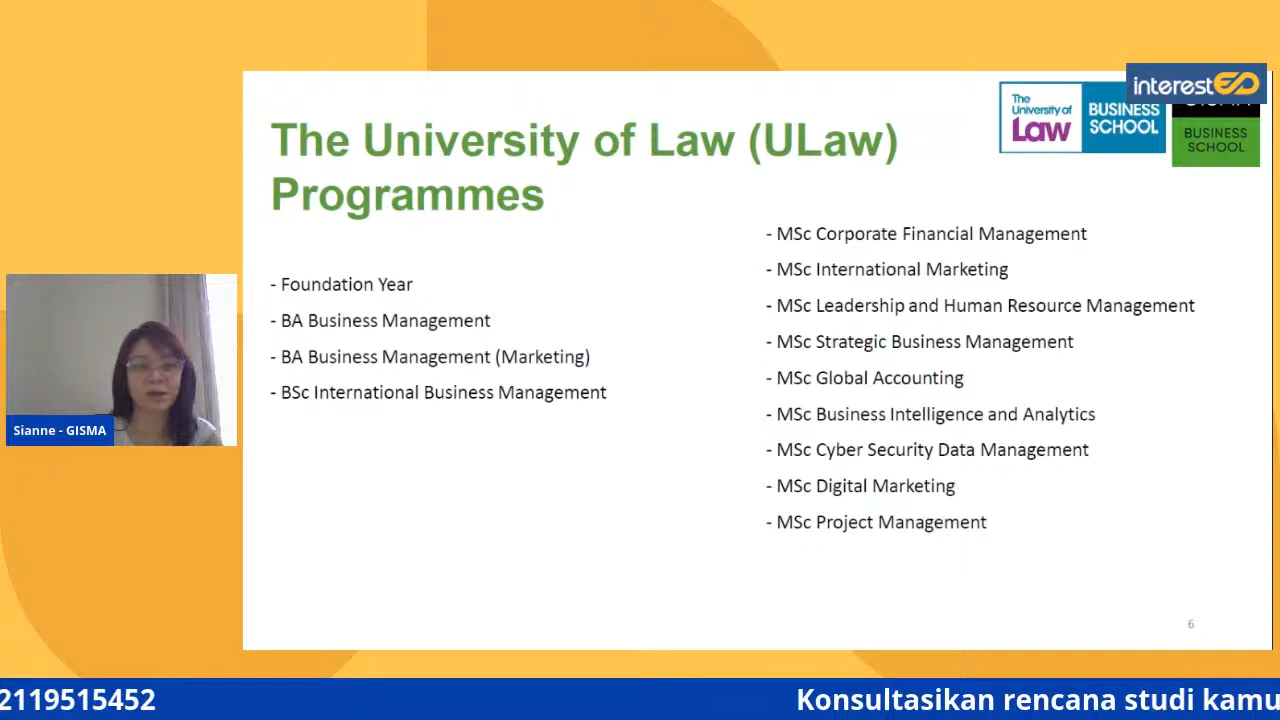 interestED
The
University of
Law
BUSINESS
SCHOOL
BUSINESS
SCHOOL
The University of Law (ULaw)
Programmes
- Foundation Year
- BA Business Management
- BA Business Management (Marketing)
- BSc International Business Management
- MSc Corporate Financial Management
- MSc International Marketing
- MSc Leadership and Human Resource Management
- MSc Strategic Business Management
- MSc Global Accounting
- MSc Business Intelligence and Analytics
- MSc Cyber Security Data Management
- MSc Digital Marketing
- MSc Project Management
Sianne - GISMA
6
2119515452
Konsultasikan rencana studi kamu